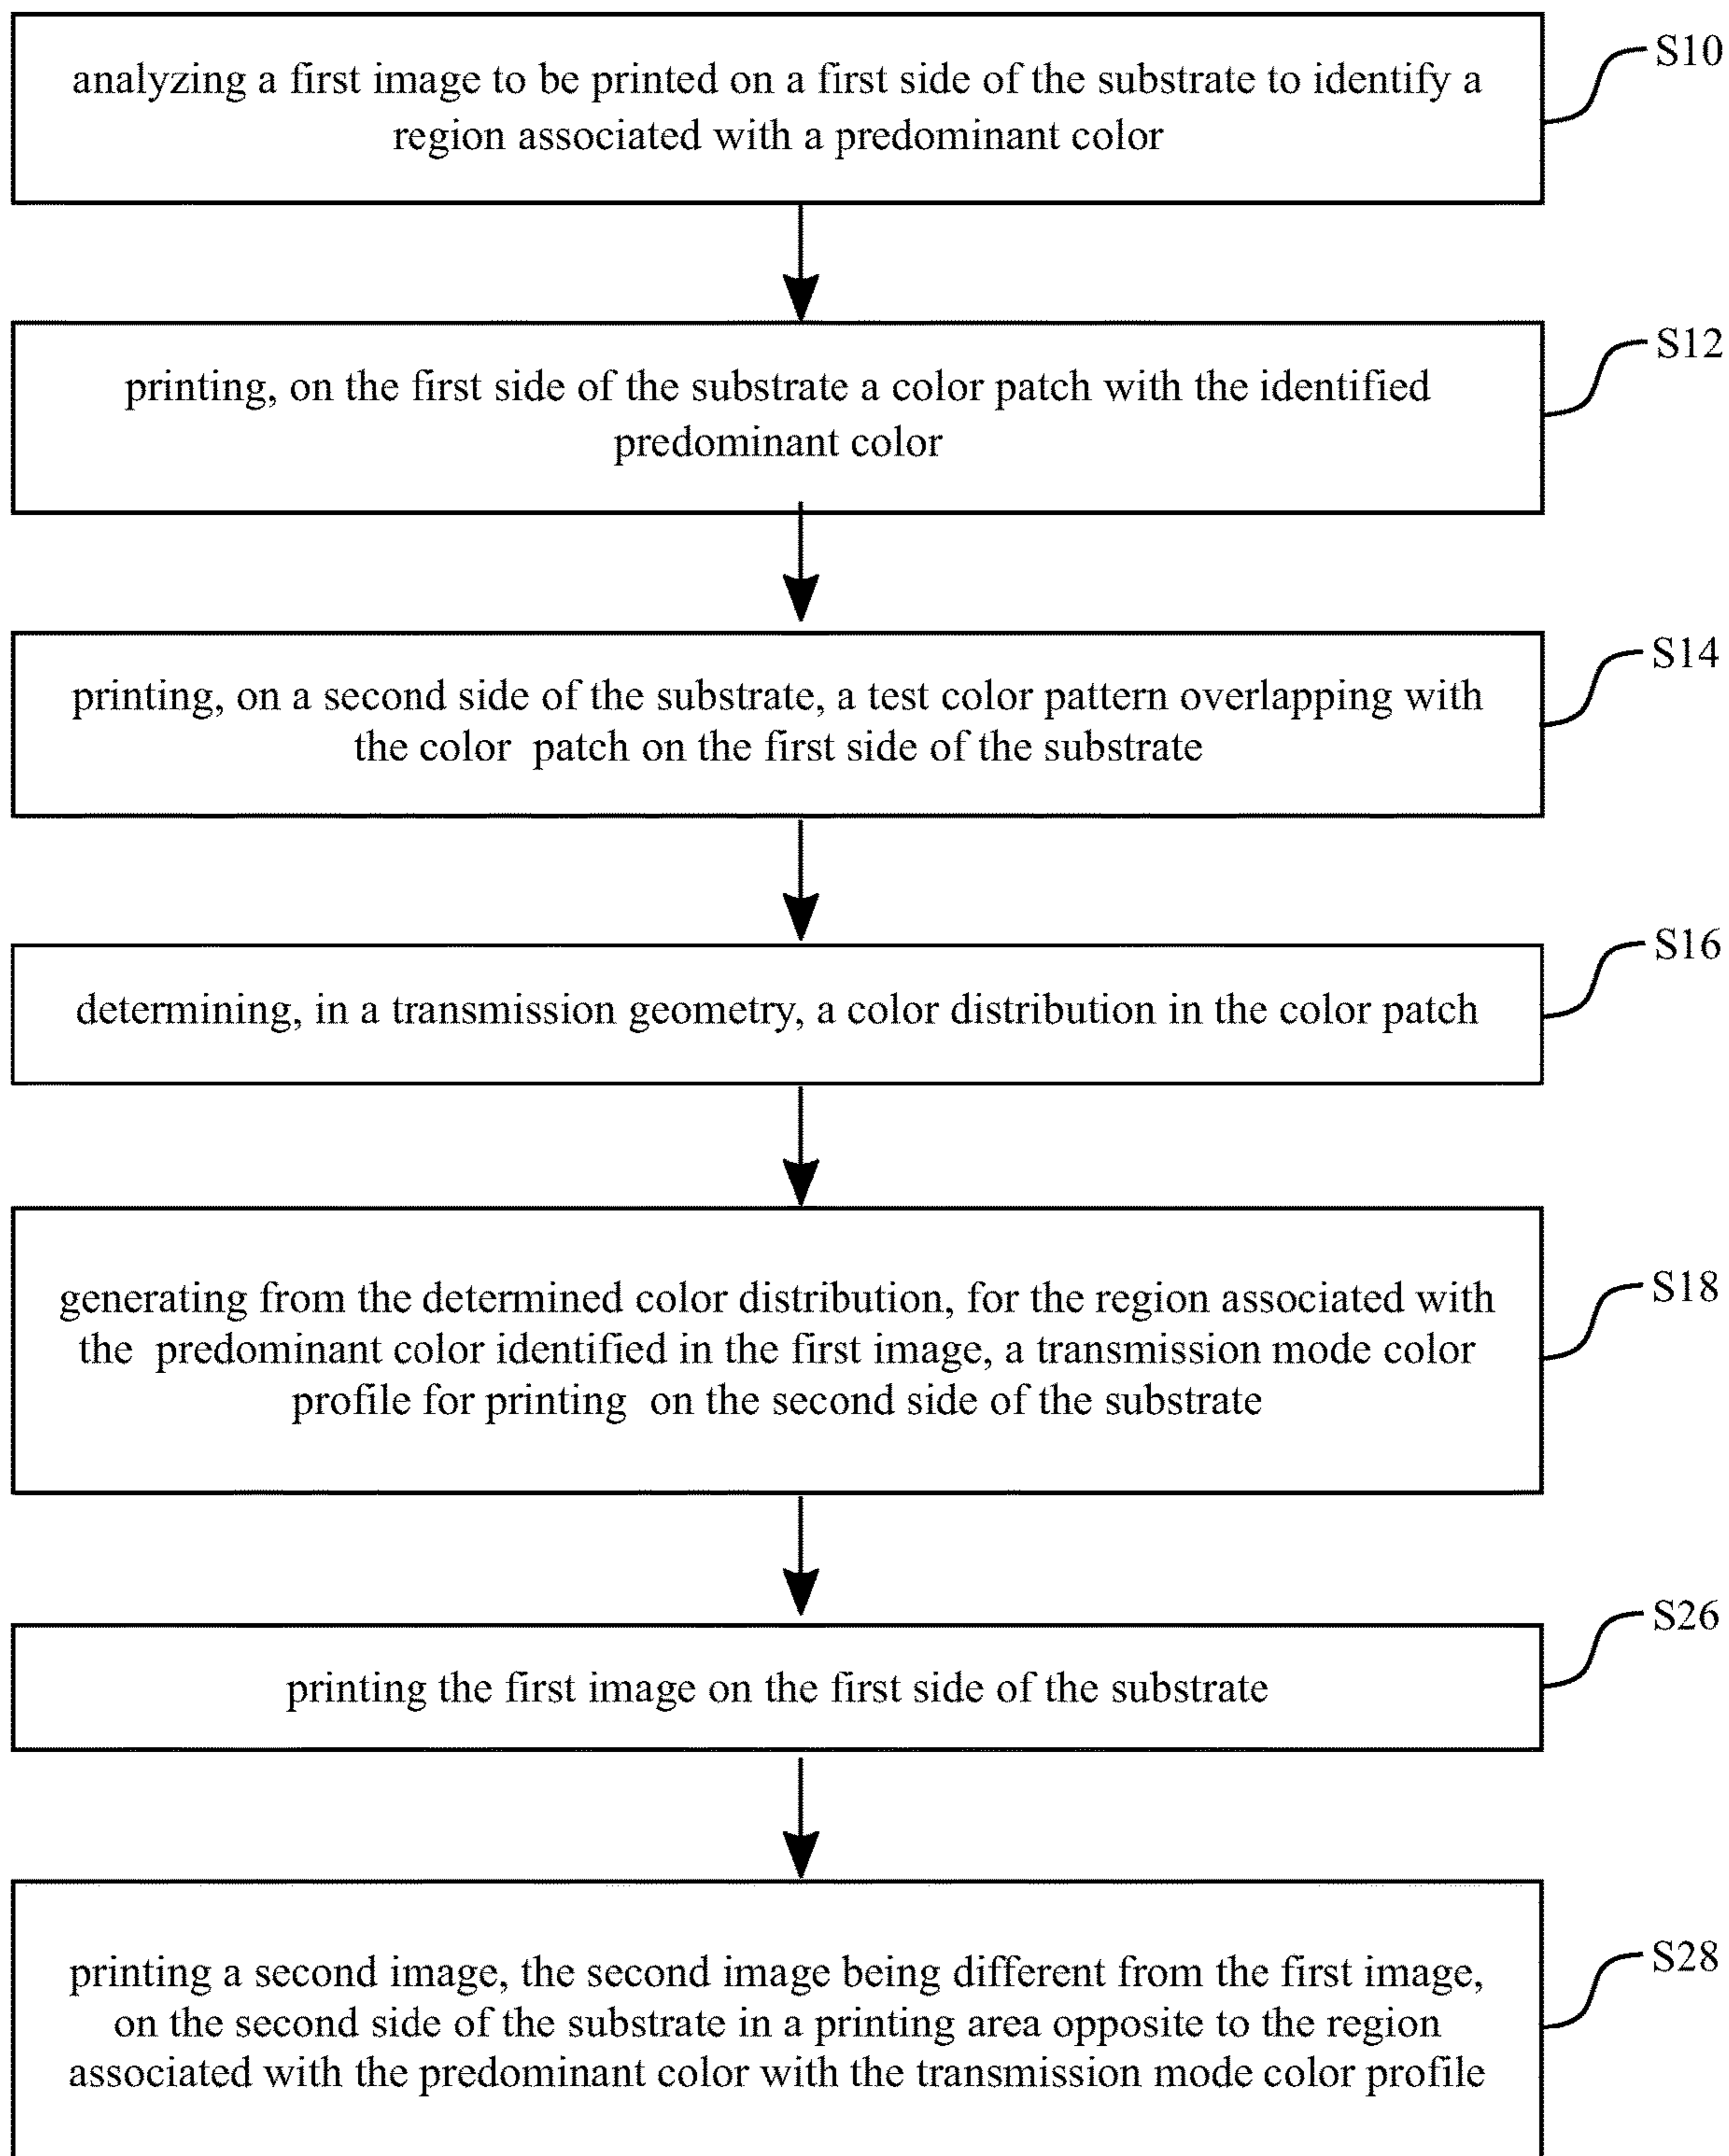 analyzing a first image to be printed on a first side of the substrate to identify a
region associated with a predominant color
S10
printing, on the first side of the substrate a color patch with the identified
predominant color
S12
printing, on a second side of the substrate, a test color pattern overlapping with
the color patch on the first side of the substrate
S14
determining, in a transmission geometry, a color distribution in the color patch
S16
generating from the determined color distribution, for the region associated with
the predominant color identified in the first image, a transmission mode color
profile for printing on the second side of the substrate
S18
printing the first image on the first side of the substrate
S26
printing a second image, the second image being different from the first image,
on the second side of the substrate in a printing area opposite to the region
associated with the predominant color with the transmission mode color profile
S28